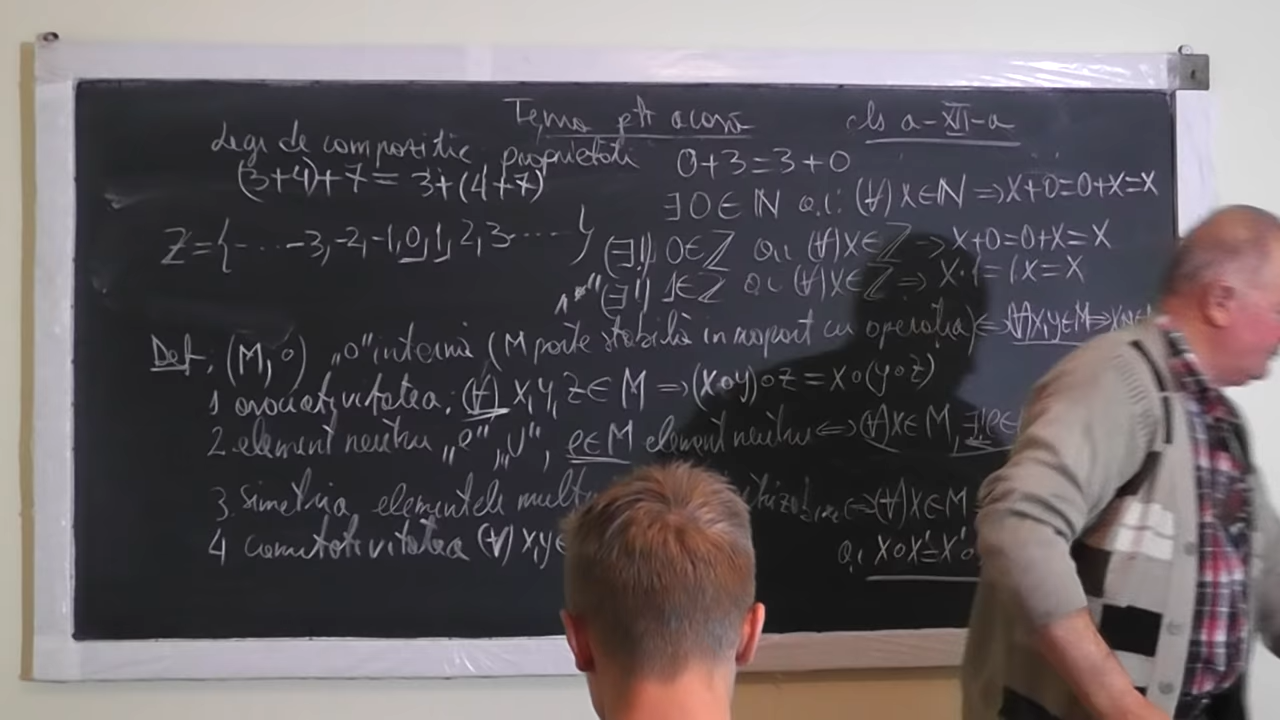 Tema ptr acasă cls a-XII-a
Legi de compoziție, proprietăți 0+3=3+0
(3+4)+7= 3+(4+7)
∃0∈ℕ a.i. (∀)x∈ℕ ⇒x+0=0+x=x
Z={-...-3,-2,-1,0,1,2,3......}
(∃!) 0∈ℤ a.i (∀)x∈ℤ ⇒ x+0=0+x=x
(∃!) 1∈ℤ a.i (∀)x∈ℤ ⇒ x·1=1x=x
Def: (M,∘) „∘"internă (M parte stabilă în raport cu operația)⇔(∀)x,y∈M⇒
1 asociativitatea: (∀) x,y,z∈M ⇒(x∘y)∘z=x∘(y∘z)
2.element neutru „e", „U", e∈M element neutru⇔(∀)x∈M, ∃!e∈
3.simetria elementele ⇔(∀)x∈M
4 comutativitatea (∀) x,y∈ a.i x∘x'=x'∘